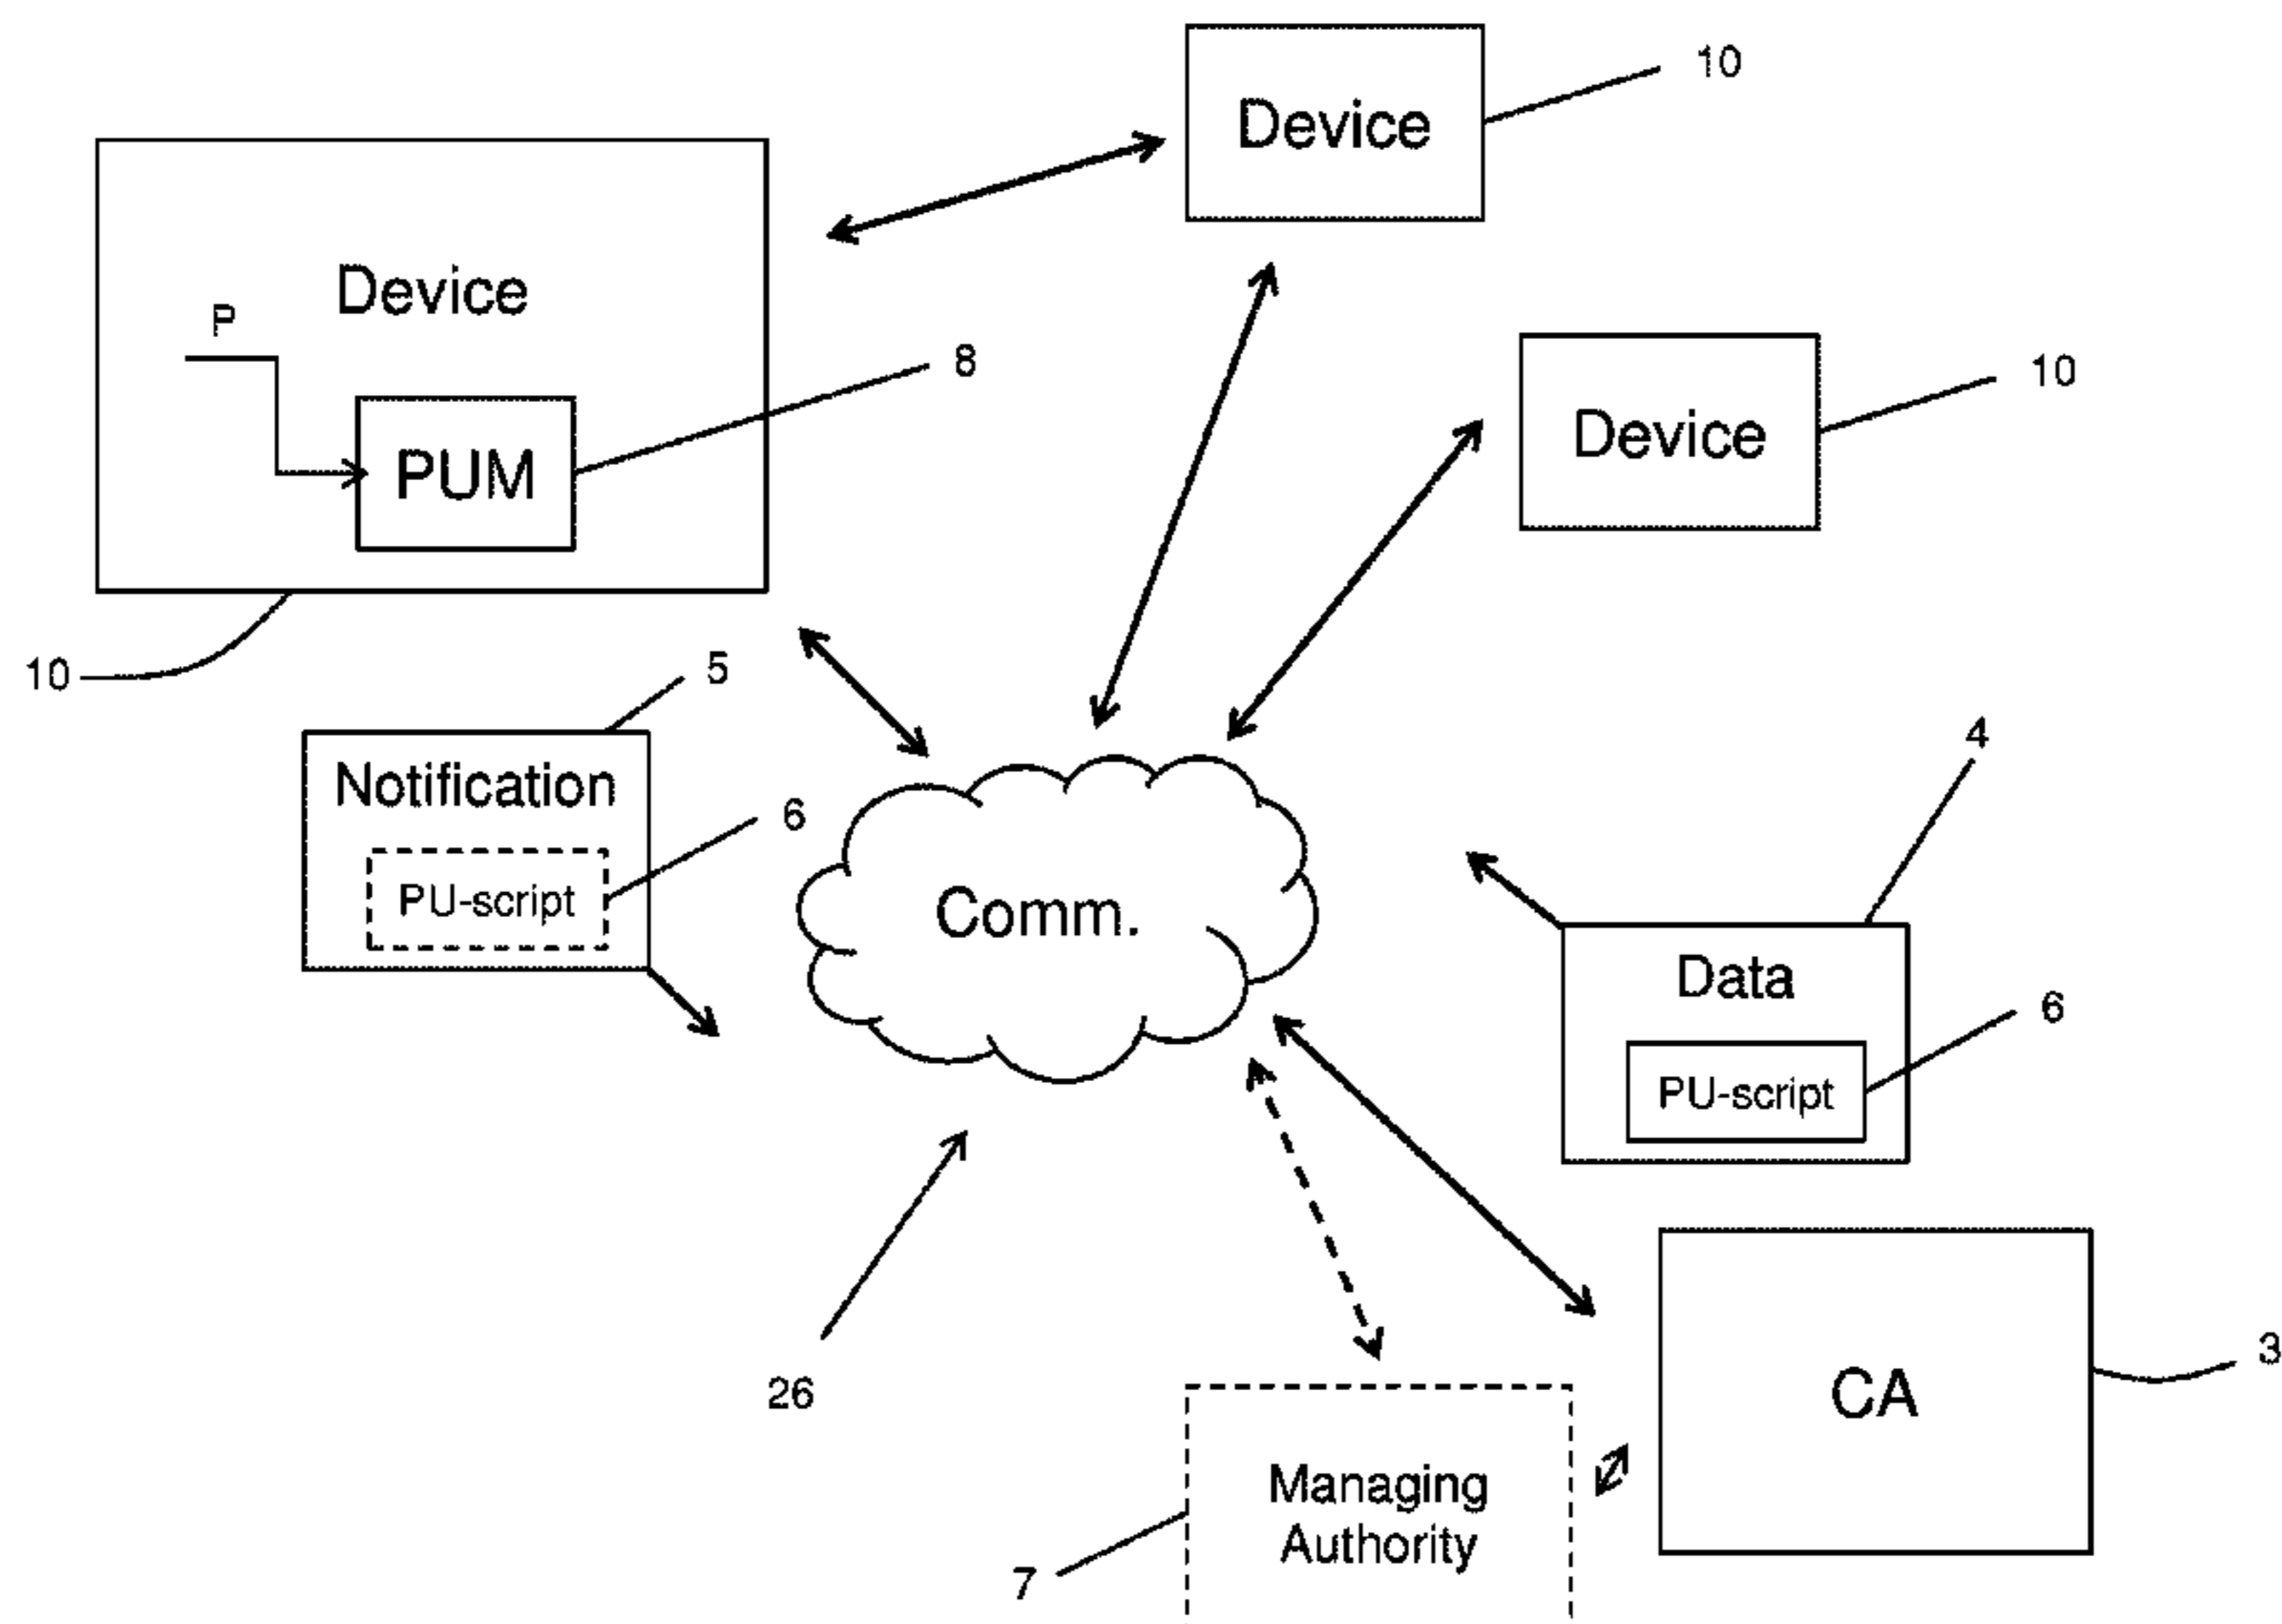 10
Device
Device
P
8
10
PUM
Device
10
5
4
Notification
6
PU-script
Comm.
Data
6
PU-script
3
26
CA
Managing
Authority
7